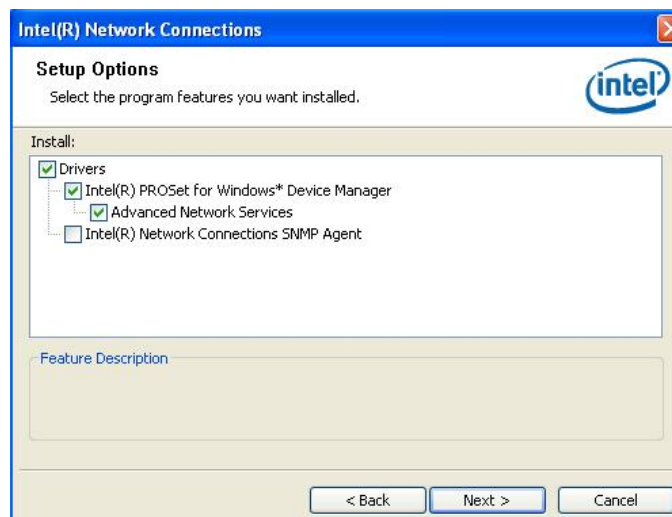 Intel(R) Network Connections
Setup Options
Select the program features you want installed.
intel
Install:
Drivers
Intel(R) PROSet for Windows* Device Manager
Advanced Network Services
Intel(R) Network Connections SNMP Agent
Feature Description
< Back
Next >
Cancel